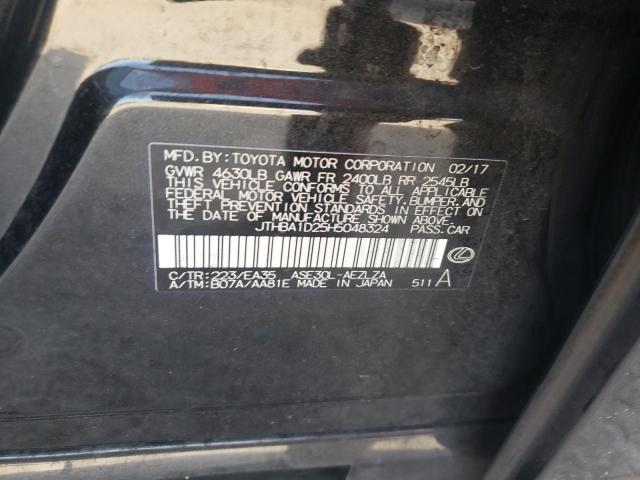 MFD. BY: TOYOTA MOTOR CORPORATION 02/17
GVWR 4630LB GAWR FR 2400LB RR 2545LB
THIS VEHICLE CONFORMS TO ALL APPLICABLE
FEDERAL MOTOR VEHICLE SAFETY, BUMPER, AND
THEFT PREVENTION STANDARDS IN EFFECT ON
THE DATE OF MANUFACTURE SHOWN ABOVE.
JTHBA1D25H5048324 PASS.CAR
C/TR:223/EA35 ASE30L-AEZLZA
A/TM:B07A/AA81E MADE IN JAPAN 511 A